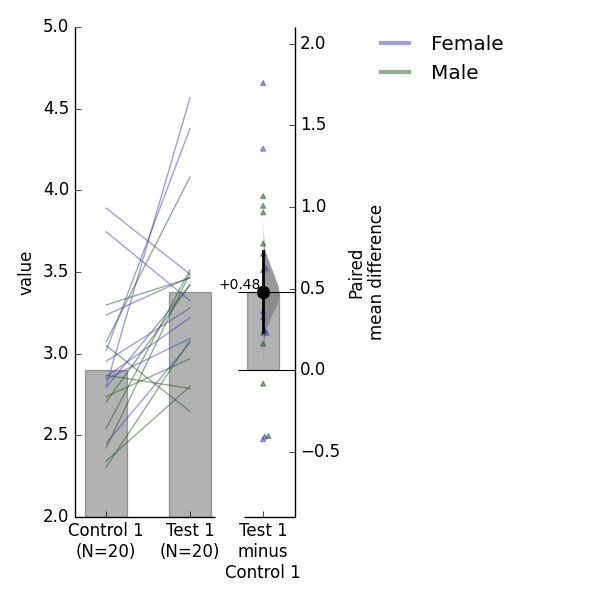 5.0
4.5
4.0
3.5
3.0
2.5
2.0
value
Control 1
(N=20)
Test 1
(N=20)
+0.48
2.0
1.5
1.0
0.5
0.0
−0.5
Paired
mean difference
Test 1
minus
Control 1
Female
Male